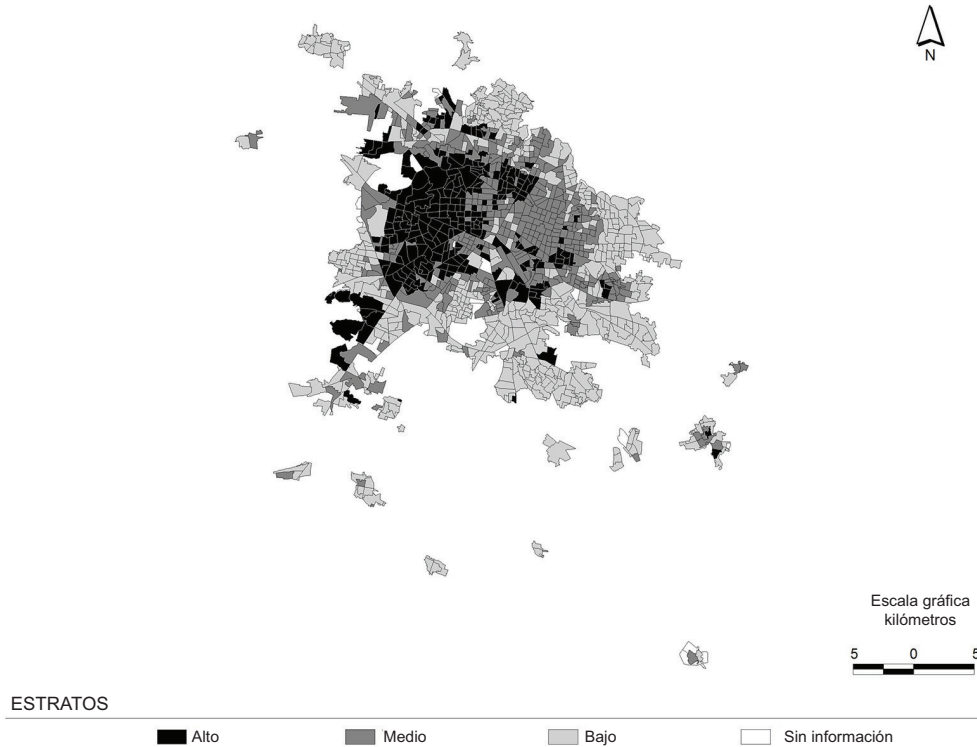 N
Escala gráfica
kilómetros
5 0 5
ESTRATOS
Alto Medio Bajo Sin información